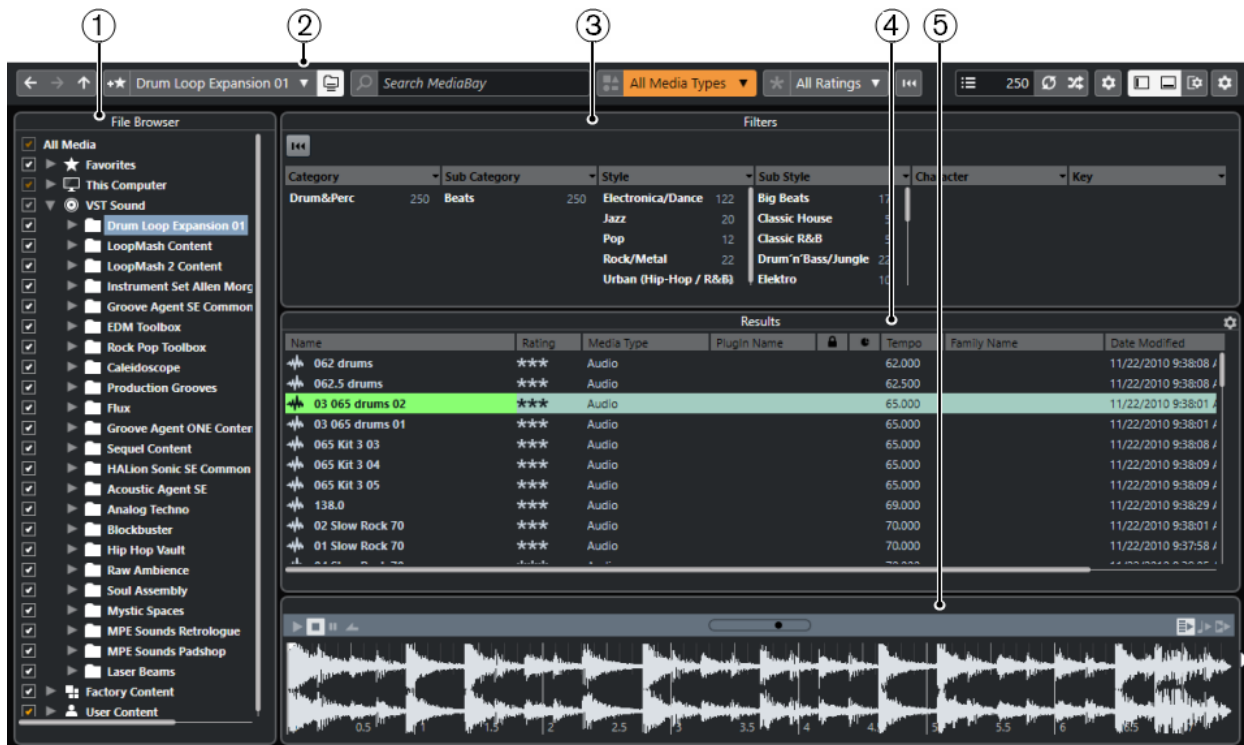 1 2 3 4 5
Drum Loop Expansion 01 Search MediaBay All Media Types All Ratings 250
File Browser
All Media
Favorites
This Computer
VST Sound
Drum Loop Expansion 01
LoopMash Content
LoopMash 2 Content
Instrument Set Allen Morg
Groove Agent SE Common
EDM Toolbox
Rock Pop Toolbox
Caleidoscope
Production Grooves
Flux
Groove Agent ONE Conter
Sequel Content
HALion Sonic SE Common
Acoustic Agent SE
Analog Techno
Blockbuster
Hip Hop Vault
Raw Ambience
Soul Assembly
Mystic Spaces
MPE Sounds Retrologue
MPE Sounds Padshop
Laser Beams
Factory Content
User Content
Filters
Category Sub Category Style Sub Style Character Key
Drum&Perc 250 Beats 250 Electronica/Dance 122 Big Beats
Jazz 20 Classic House
Pop 12 Classic R&B
Rock/Metal 22 Drum´n´Bass/Jungle 22
Urban (Hip-Hop / R&B) Elektro
Results
Name Rating Media Type PlugIn Name Tempo Family Name Date Modified
062 drums *** Audio 62.000 11/22/2010 9:38:08
062.5 drums *** Audio 62.500 11/22/2010 9:38:08
03 065 drums 02 *** Audio 65.000 11/22/2010 9:38:01
03 065 drums 01 *** Audio 65.000 11/22/2010 9:38:01
065 Kit 3 03 *** Audio 65.000 11/22/2010 9:38:08
065 Kit 3 04 *** Audio 65.000 11/22/2010 9:38:09
065 Kit 3 05 *** Audio 65.000 11/22/2010 9:38:09
138.0 *** Audio 69.000 11/22/2010 9:38:29
02 Slow Rock 70 *** Audio 70.000 11/22/2010 9:38:01
01 Slow Rock 70 *** Audio 70.000 11/22/2010 9:37:58
0.5 1 1.5 2 2.5 3 3.5 4 4. 5 5.5 6 6.5